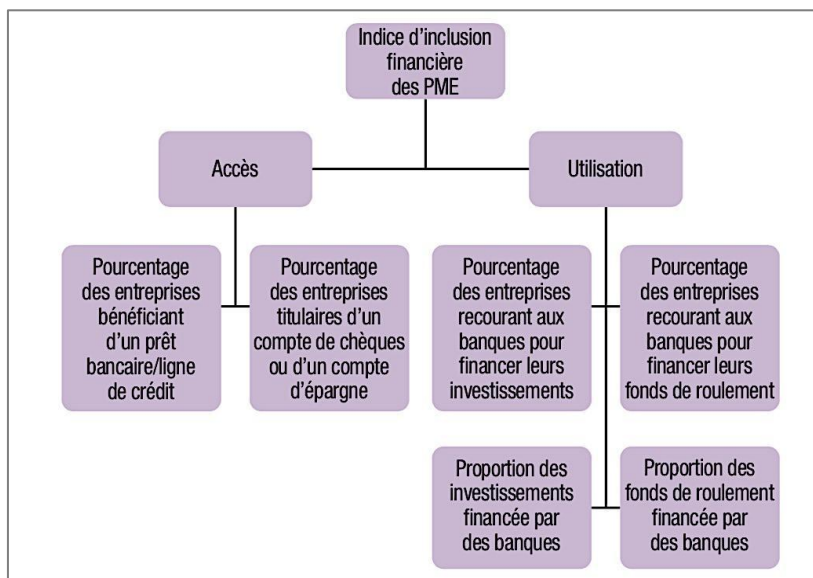 Indice d'inclusion
financière
des PME
Accès
Utilisation
Pourcentage
des entreprises
bénéficiant
d'un prêt
bancaire/ligne
de crédit
Pourcentage
des entreprises
titulaires d'un
compte de chèques
ou d'un compte
d'épargne
Pourcentage
des entreprises
recourant aux
banques pour
financer leurs
investissements
Pourcentage
des entreprises
recourant aux
banques pour
financer leurs
fonds de roulement
Proportion des
investissements
financée par
des banques
Proportion des
fonds de roulement
financée par
des banques